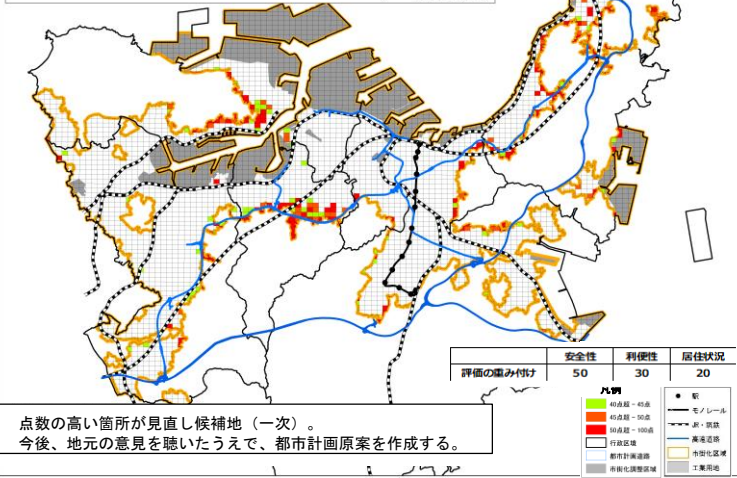 安全性 利便性 居住状況
評価の重み付け 50 30 20
点数の高い箇所が見直し候補地（一次）。
今後、地元の意見を聴いたうえで、都市計画原案を作成する。
凡例
40点超－45点
45点超－50点
50点超－100点
行政区域
都市計画道路
市街化調整区域
駅
モノレール
JR・筑鉄
高速道路
市街化区域
工業用地